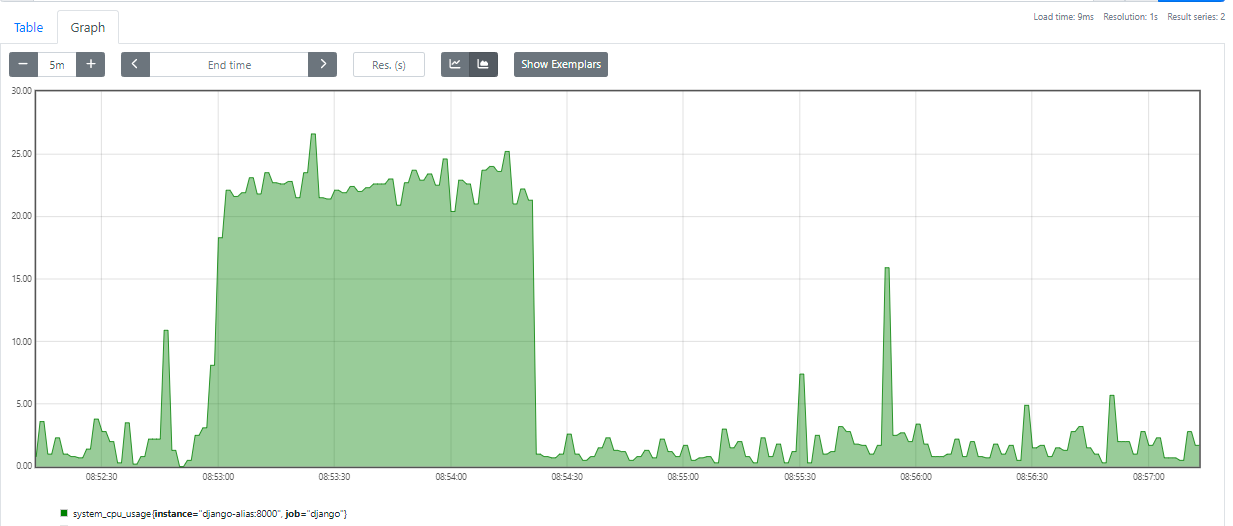 Load time: 9ms Resolution: 1s Result series: 2
Table Graph
− 5m + < End time > Res. (s) Show Exemplars
30.00
25.00
20.00
15.00
10.00
5.00
0.00
08:52:30 08:53:00 08:53:30 08:54:00 08:54:30 08:55:00 08:55:30 08:56:00 08:56:30 08:57:00
system_cpu_usage{instance="django-alias:8000", job="django"}